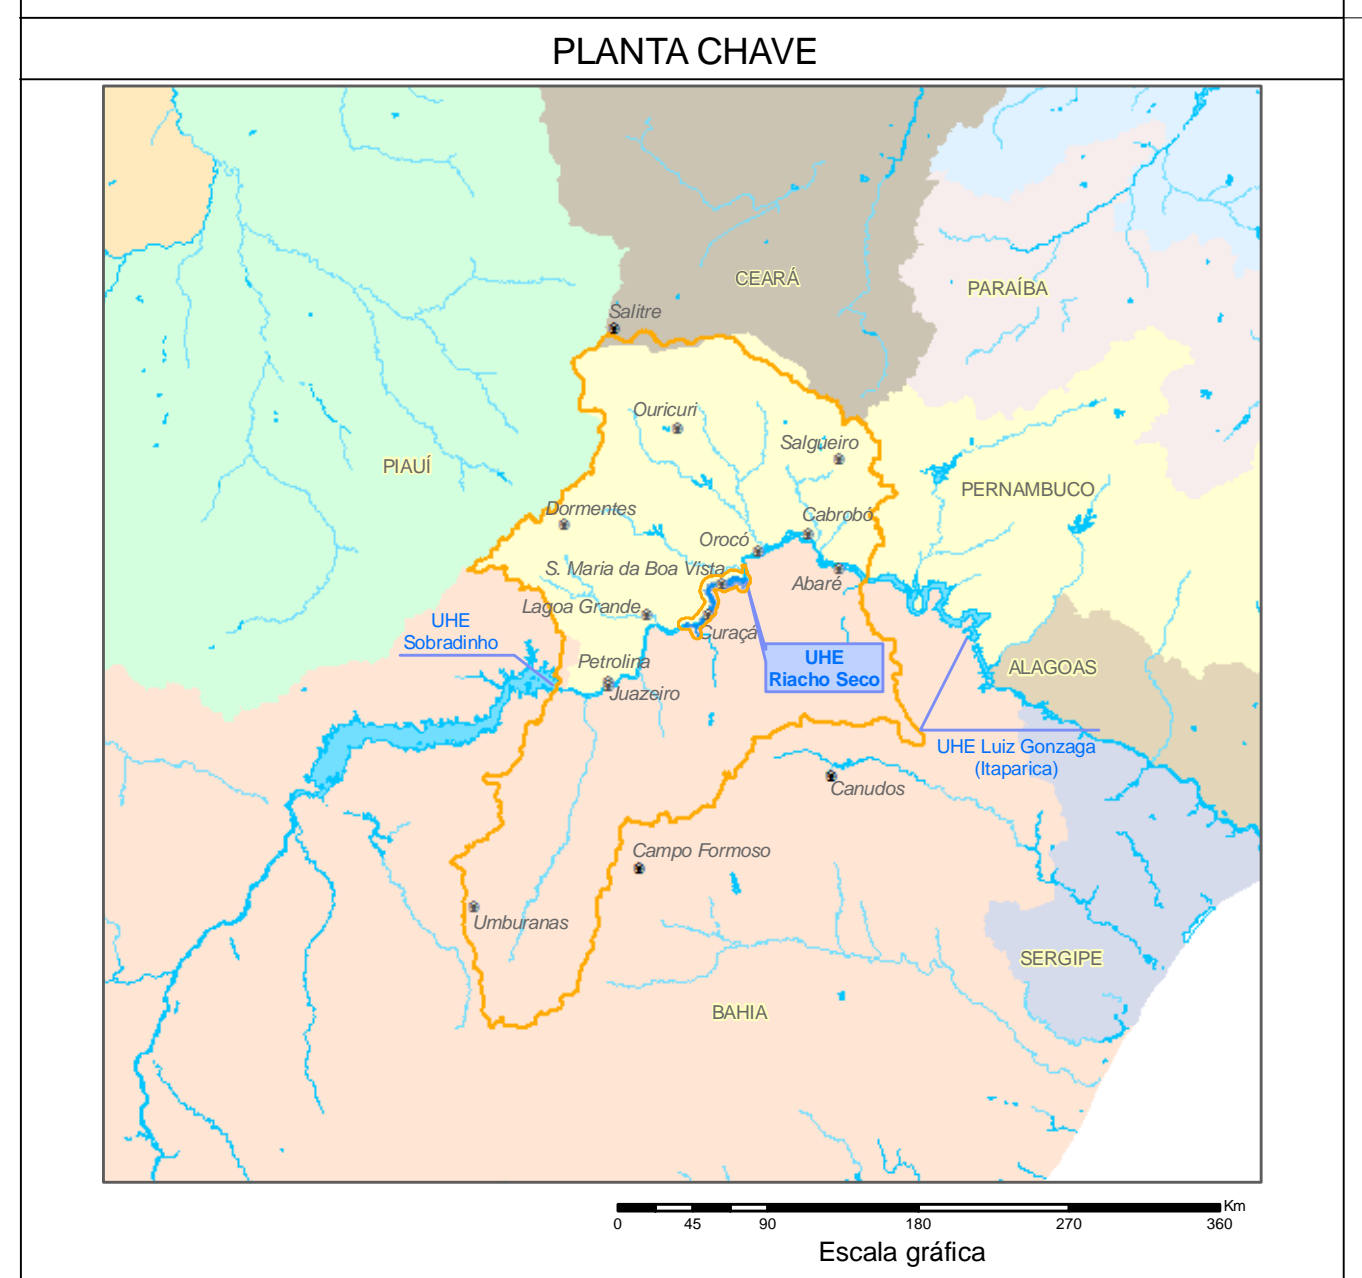 PLANTA CHAVE
CEARÁ
PARAÍBA
Salitre
Ouricuri
Salgueiro
PIAUÍ
PERNAMBUCO
Dormentes
Cabrobó
Orocó
S. Maria da Boa Vista
Abaré
Lagoa Grande
UHE
Sobradinho
Curaçá
UHE
Riacho Seco
Petrolina
Juazeiro
ALAGOAS
UHE Luiz Gonzaga
(Itaparica)
Canudos
Campo Formoso
Umburanas
SERGIPE
BAHIA
Km
0 45 90 180 270 360
Escala gráfica